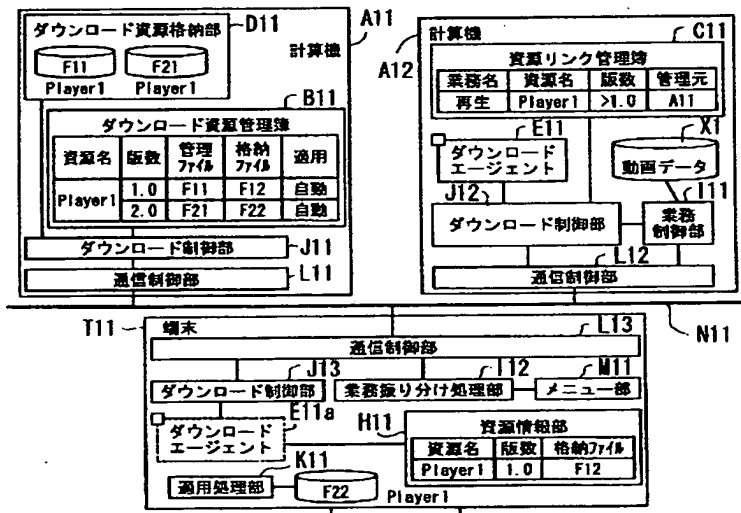 D11
ダウンロード資源格納部
F11 F21
Player1 Player1
計算機
A11
B11
ダウンロード資源管理簿
資源名 版数 管理ファイル 格納ファイル 適用
Player1 1.0 F11 F12 自動
2.0 F21 F22 自動
ダウンロード制御部
J11
通信制御部
L11
計算機
A12
C11
資源リンク管理簿
業務名 資源名 版数 管理元
再生 Player1 >1.0 A11
E11
ダウンロード
エージェント
X1
動画データ
J12
ダウンロード制御部
I11
業務
制御部
L12
通信制御部
N11
T11
端末
L13
通信制御部
J13
ダウンロード制御部
I12
業務振り分け処理部
M11
メニュー部
E11a
ダウンロード
エージェント
H11
資源情報部
資源名 版数 格納ファイル
Player1 1.0 F12
K11
適用処理部
F22
Player1